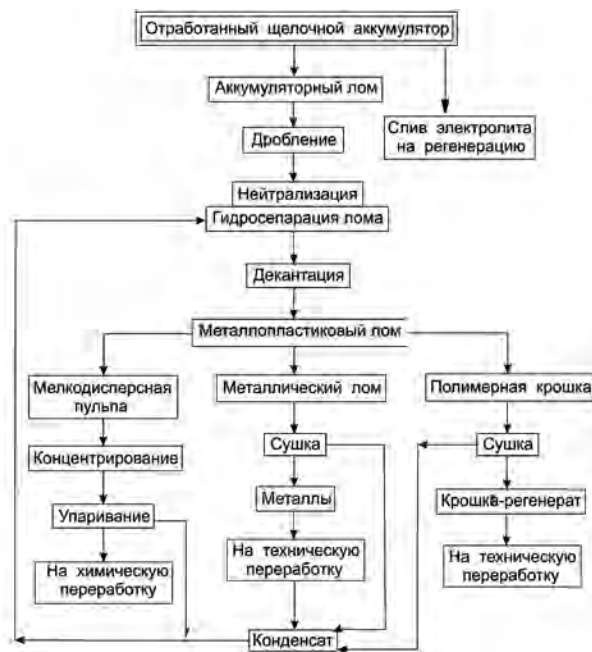 Отработанный щелочной аккумулятор
Аккумуляторный лом
Слив электролита
на регенерацию
Дробление
Нейтрализация
Гидросепарация лома
Декантация
Металлопластиковый лом
Мелкодисперсная
пульпа
Металлический лом
Полимерная крошка
Концентрирование
Сушка
Сушка
Упаривание
Металлы
Крошка-регенерат
На химическую
переработку
На техническую
переработку
На техническую
переработку
Конденсат